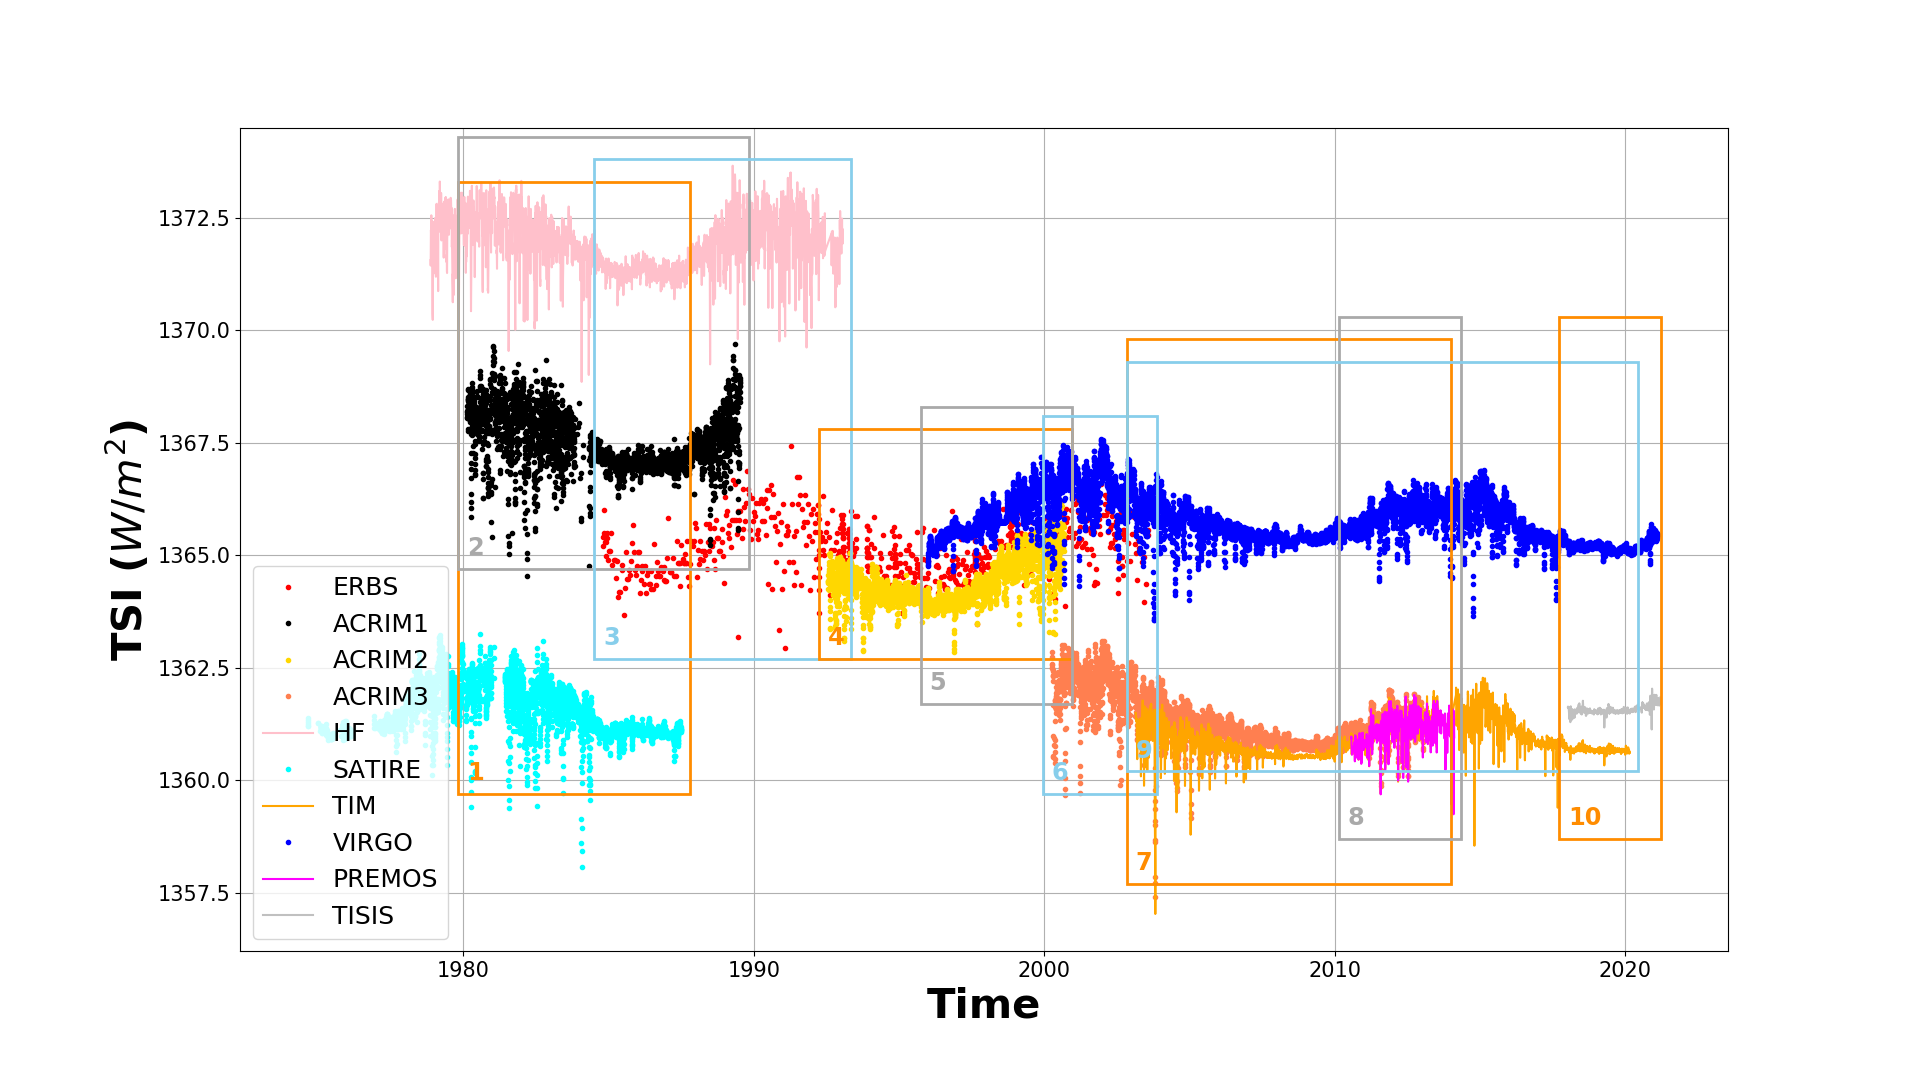 TSI (W/m²)
1372.5
1370.0
1367.5
1365.0
1362.5
1360.0
1357.5
2
3
4
5
1
6
9
7
8
10
ERBS
ACRIM1
ACRIM2
ACRIM3
HF
SATIRE
TIM
VIRGO
PREMOS
TISIS
1980 1990 2000 2010 2020
Time